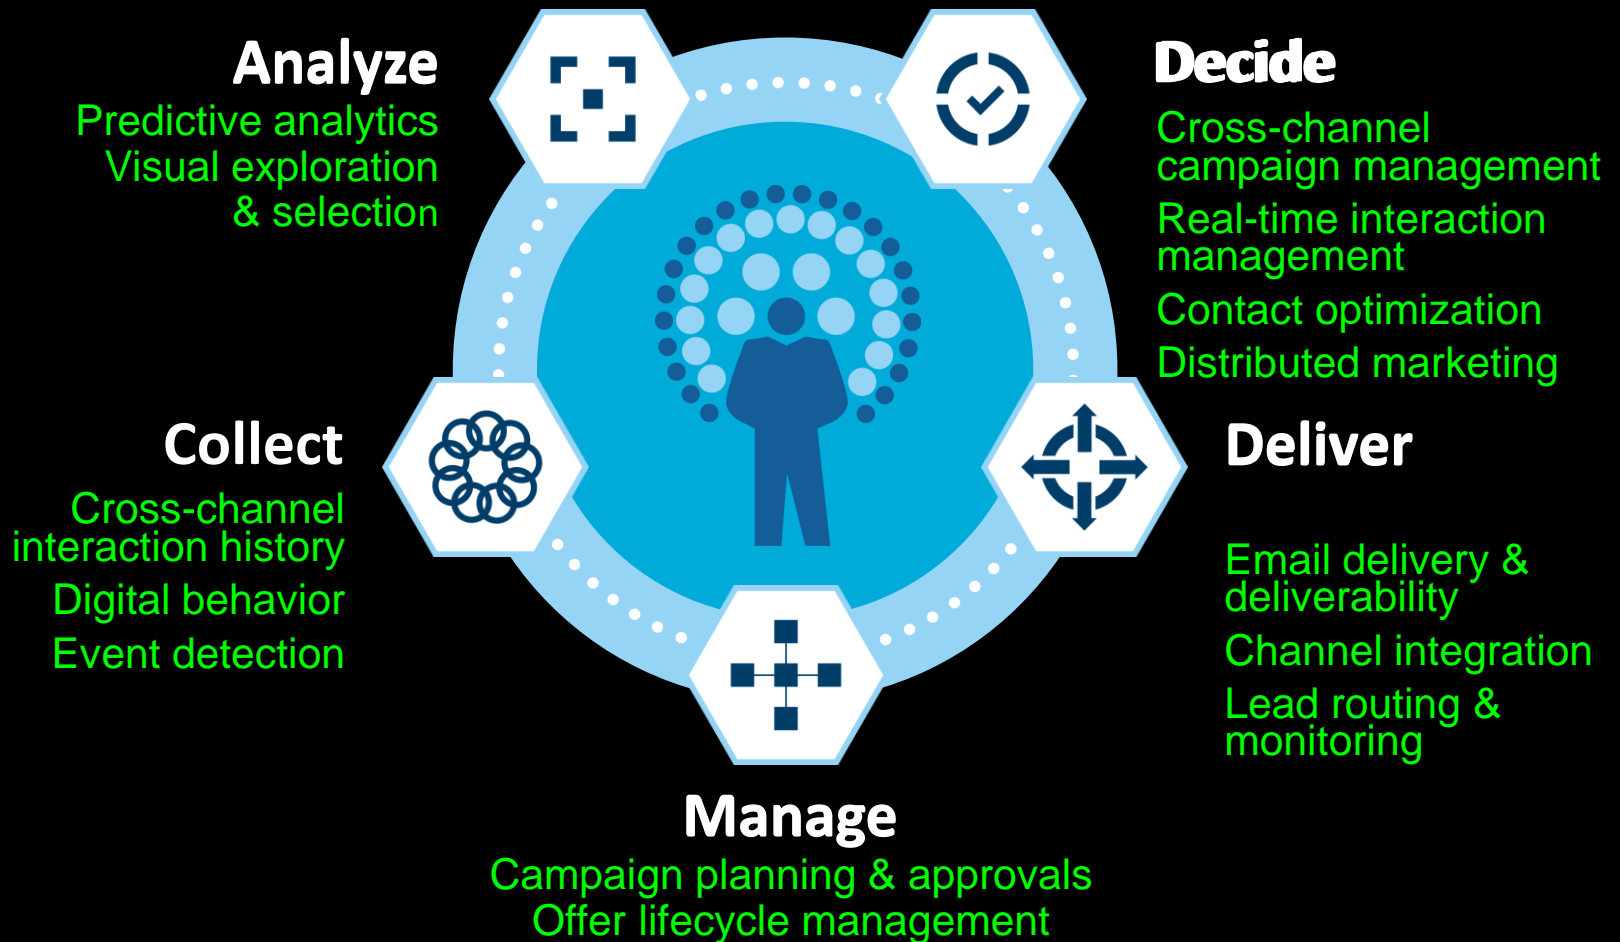 Analyze
Predictive analytics
Visual exploration
& selection
Decide
Cross-channel
campaign management
Real-time interaction
management
Contact optimization
Distributed marketing
Collect
Cross-channel
interaction history
Digital behavior
Event detection
Deliver
Email delivery &
deliverability
Channel integration
Lead routing &
monitoring
Manage
Campaign planning & approvals
Offer lifecycle management